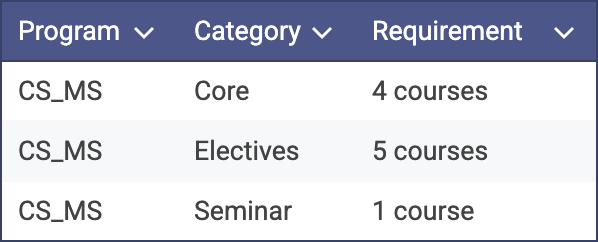 Program Category Requirement
CS_MS Core 4 courses
CS_MS Electives 5 courses
CS_MS Seminar 1 course